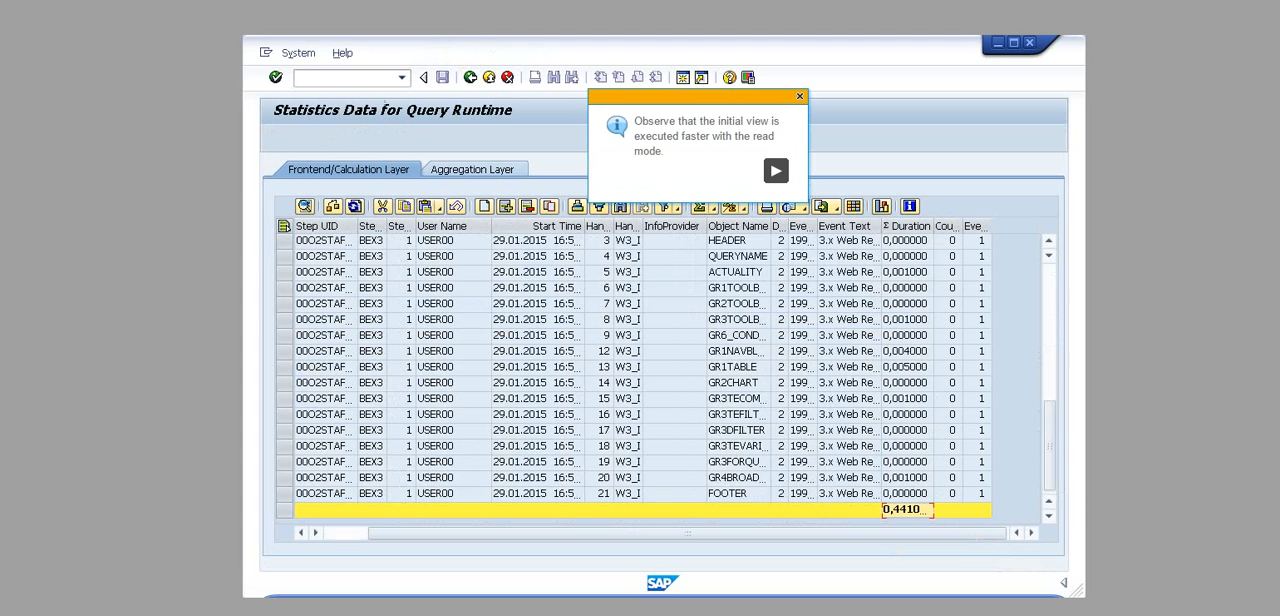 System Help
Statistics Data for Query Runtime
Observe that the initial view is
executed faster with the read
mode.
Frontend/Calculation Layer Aggregation Layer
Step UID Ste... Ste... User Name Start Time Han... Han... InfoProvider Object Name D... Eve... Event Text Σ Duration Cou... Eve...
00O2STAF... BEX3 1 USER00 29.01.2015 16:5... 3 W3_I HEADER 2 199... 3.x Web Re... 0,000000 0 1
00O2STAF... BEX3 1 USER00 29.01.2015 16:5... 4 W3_I QUERYNAME 2 199... 3.x Web Re... 0,000000 0 1
00O2STAF... BEX3 1 USER00 29.01.2015 16:5... 5 W3_I ACTUALITY 2 199... 3.x Web Re... 0,001000 0 1
00O2STAF... BEX3 1 USER00 29.01.2015 16:5... 6 W3_I GR1TOOLB... 2 199... 3.x Web Re... 0,000000 0 1
00O2STAF... BEX3 1 USER00 29.01.2015 16:5... 7 W3_I GR2TOOLB... 2 199... 3.x Web Re... 0,000000 0 1
00O2STAF... BEX3 1 USER00 29.01.2015 16:5... 8 W3_I GR3TOOLB... 2 199... 3.x Web Re... 0,001000 0 1
00O2STAF... BEX3 1 USER00 29.01.2015 16:5... 9 W3_I GR6_COND... 2 199... 3.x Web Re... 0,000000 0 1
00O2STAF... BEX3 1 USER00 29.01.2015 16:5... 12 W3_I GR1NAVBL... 2 199... 3.x Web Re... 0,004000 0 1
00O2STAF... BEX3 1 USER00 29.01.2015 16:5... 13 W3_I GR1TABLE 2 199... 3.x Web Re... 0,005000 0 1
00O2STAF... BEX3 1 USER00 29.01.2015 16:5... 14 W3_I GR2CHART 2 199... 3.x Web Re... 0,000000 0 1
00O2STAF... BEX3 1 USER00 29.01.2015 16:5... 15 W3_I GR3TECOM... 2 199... 3.x Web Re... 0,001000 0 1
00O2STAF... BEX3 1 USER00 29.01.2015 16:5... 16 W3_I GR3TEFILT... 2 199... 3.x Web Re... 0,000000 0 1
00O2STAF... BEX3 1 USER00 29.01.2015 16:5... 17 W3_I GR3DFILTER 2 199... 3.x Web Re... 0,000000 0 1
00O2STAF... BEX3 1 USER00 29.01.2015 16:5... 18 W3_I GR3TEVARI... 2 199... 3.x Web Re... 0,000000 0 1
00O2STAF... BEX3 1 USER00 29.01.2015 16:5... 19 W3_I GR3FORQU... 2 199... 3.x Web Re... 0,000000 0 1
00O2STAF... BEX3 1 USER00 29.01.2015 16:5... 20 W3_I GR4BROAD... 2 199... 3.x Web Re... 0,001000 0 1
00O2STAF... BEX3 1 USER00 29.01.2015 16:5... 21 W3_I FOOTER 2 199... 3.x Web Re... 0,000000 0 1
0,4410...
SAP